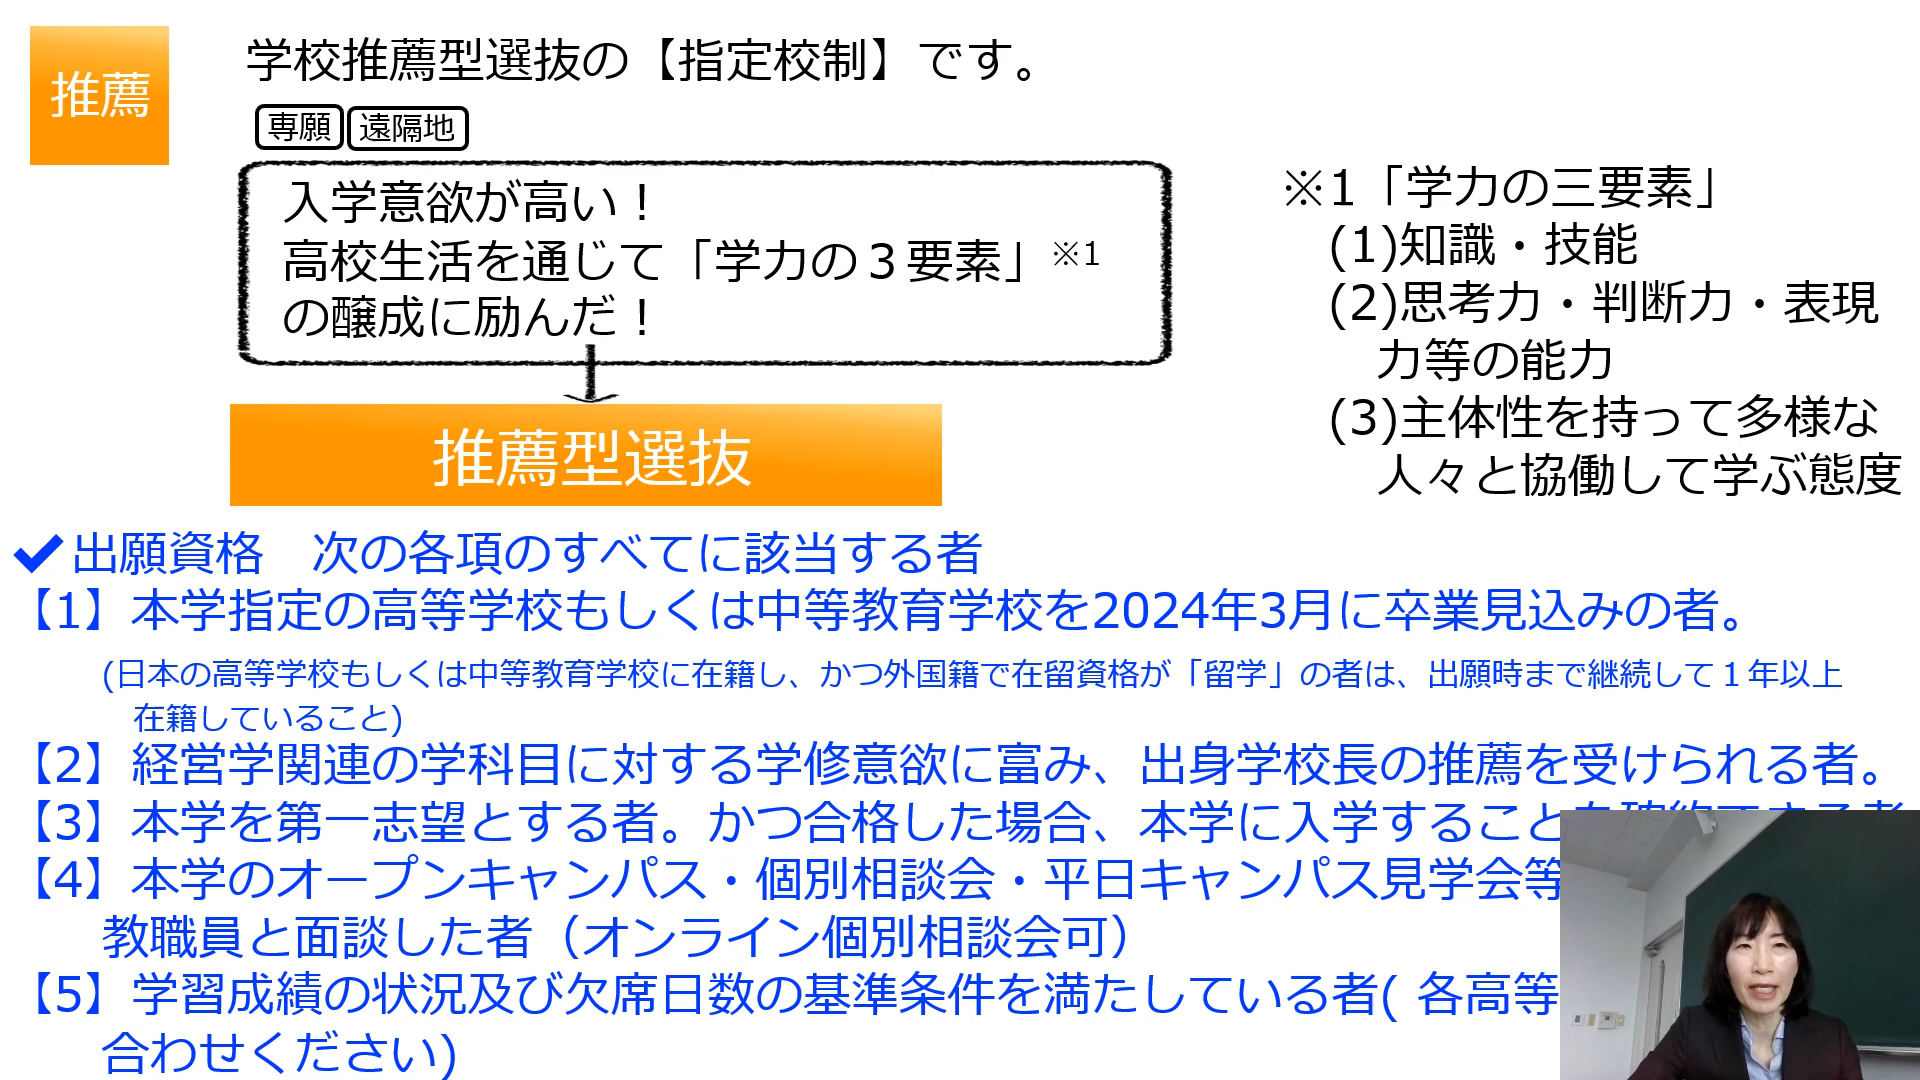 推薦
学校推薦型選抜の【指定校制】です。
専願 遠隔地
入学意欲が高い！
高校生活を通じて「学力の３要素」※1
の醸成に励んだ！
推薦型選抜
※1「学力の三要素」
(1)知識・技能
(2)思考力・判断力・表現
力等の能力
(3)主体性を持って多様な
人々と協働して学ぶ態度
出願資格　次の各項のすべてに該当する者
【1】本学指定の高等学校もしくは中等教育学校を2024年3月に卒業見込みの者。
(日本の高等学校もしくは中等教育学校に在籍し、かつ外国籍で在留資格が「留学」の者は、出願時まで継続して１年以上
在籍していること)
【2】経営学関連の学科目に対する学修意欲に富み、出身学校長の推薦を受けられる者。
【3】本学を第一志望とする者。かつ合格した場合、本学に入学すること
【4】本学のオープンキャンパス・個別相談会・平日キャンパス見学会等
教職員と面談した者（オンライン個別相談会可）
【5】学習成績の状況及び欠席日数の基準条件を満たしている者( 各高等
合わせください)